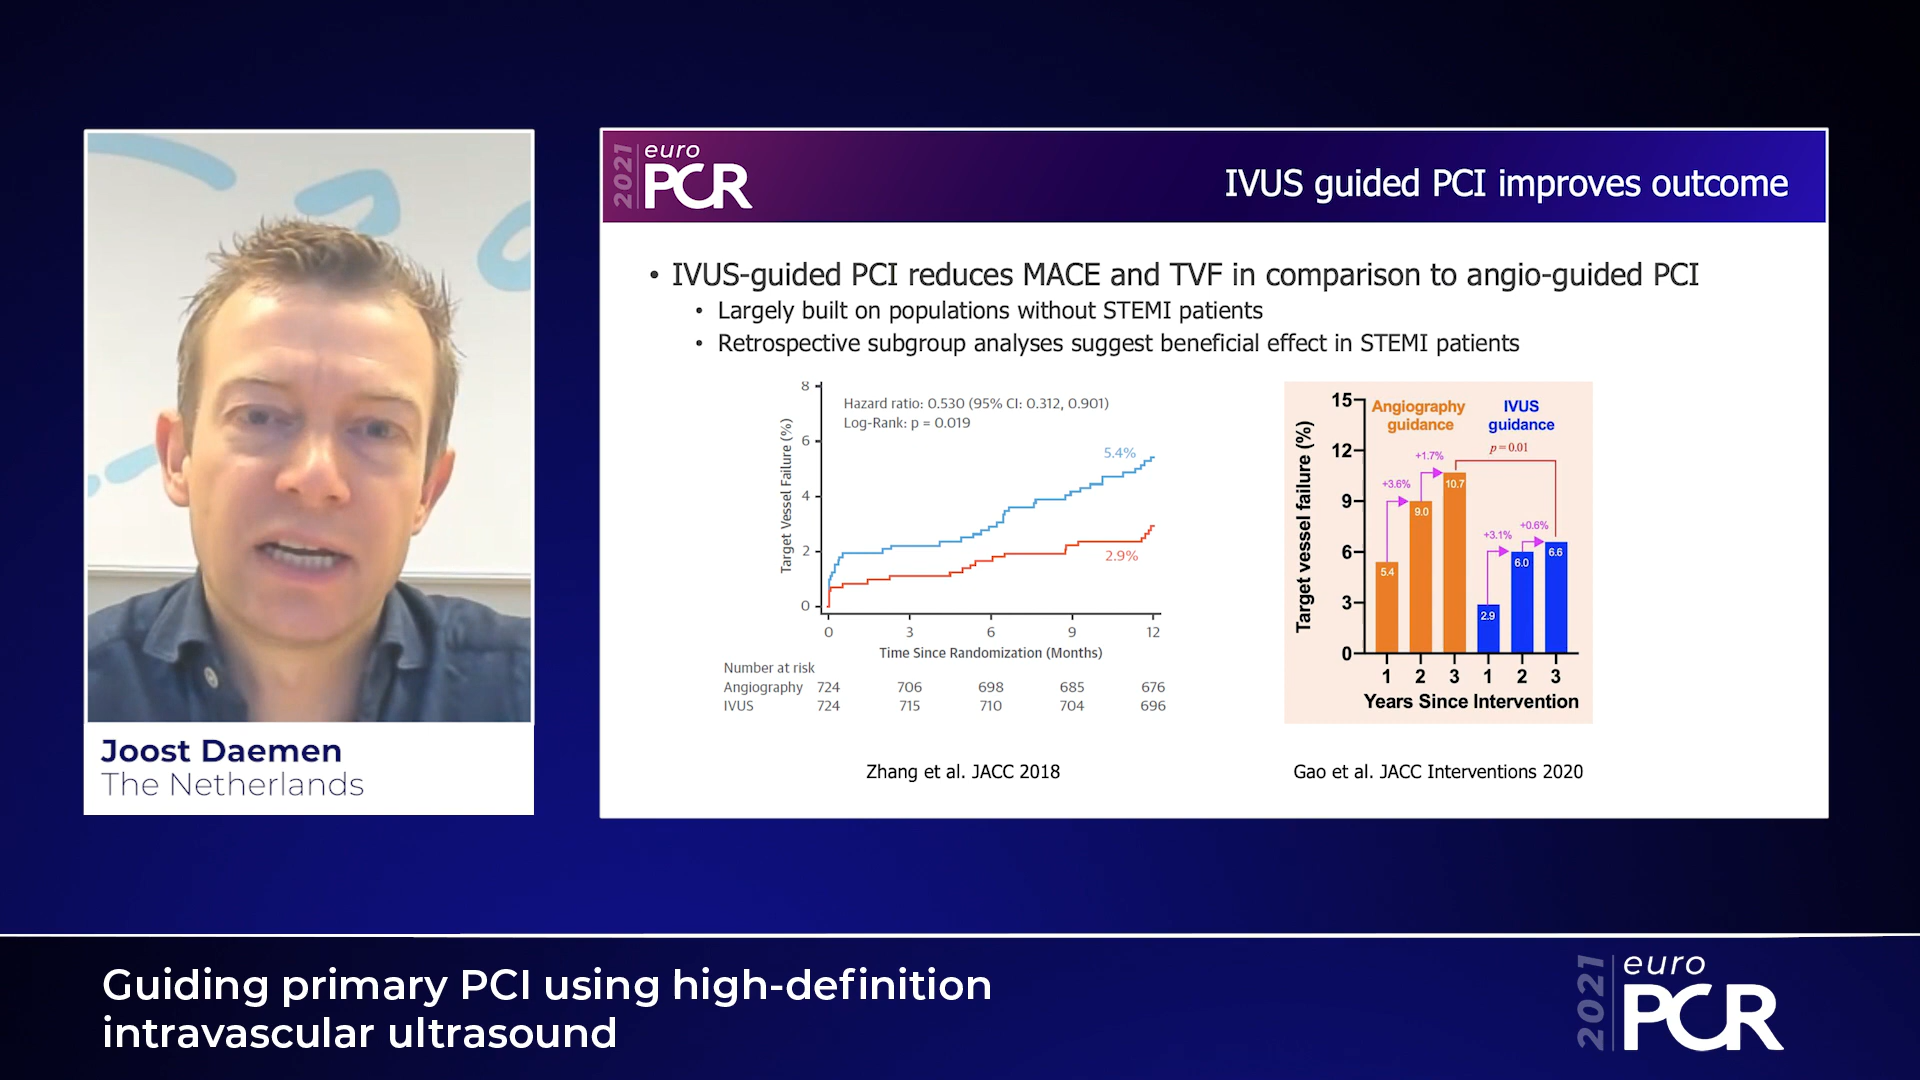 2021 euro PCR
IVUS guided PCI improves outcome
• IVUS-guided PCI reduces MACE and TVF in comparison to angio-guided PCI
• Largely built on populations without STEMI patients
• Retrospective subgroup analyses suggest beneficial effect in STEMI patients
Target Vessel Failure (%)
8
6
4
2
0
Hazard ratio: 0.530 (95% CI: 0.312, 0.901)
Log-Rank: p = 0.019
5.4%
2.9%
0 3 6 9 12
Time Since Randomization (Months)
Number at risk
Angiography 724 706 698 685 676
IVUS 724 715 710 704 696
Zhang et al. JACC 2018
Target vessel failure (%)
15
12
9
6
3
0
Angiography
guidance
IVUS
guidance
p = 0.01
+3.6%
+1.7%
+3.1%
+0.6%
5.4 9.0 10.7 2.9 6.0 6.6
1 2 3 1 2 3
Years Since Intervention
Gao et al. JACC Interventions 2020
Joost Daemen
The Netherlands
Guiding primary PCI using high-definition
intravascular ultrasound
2021 euro PCR